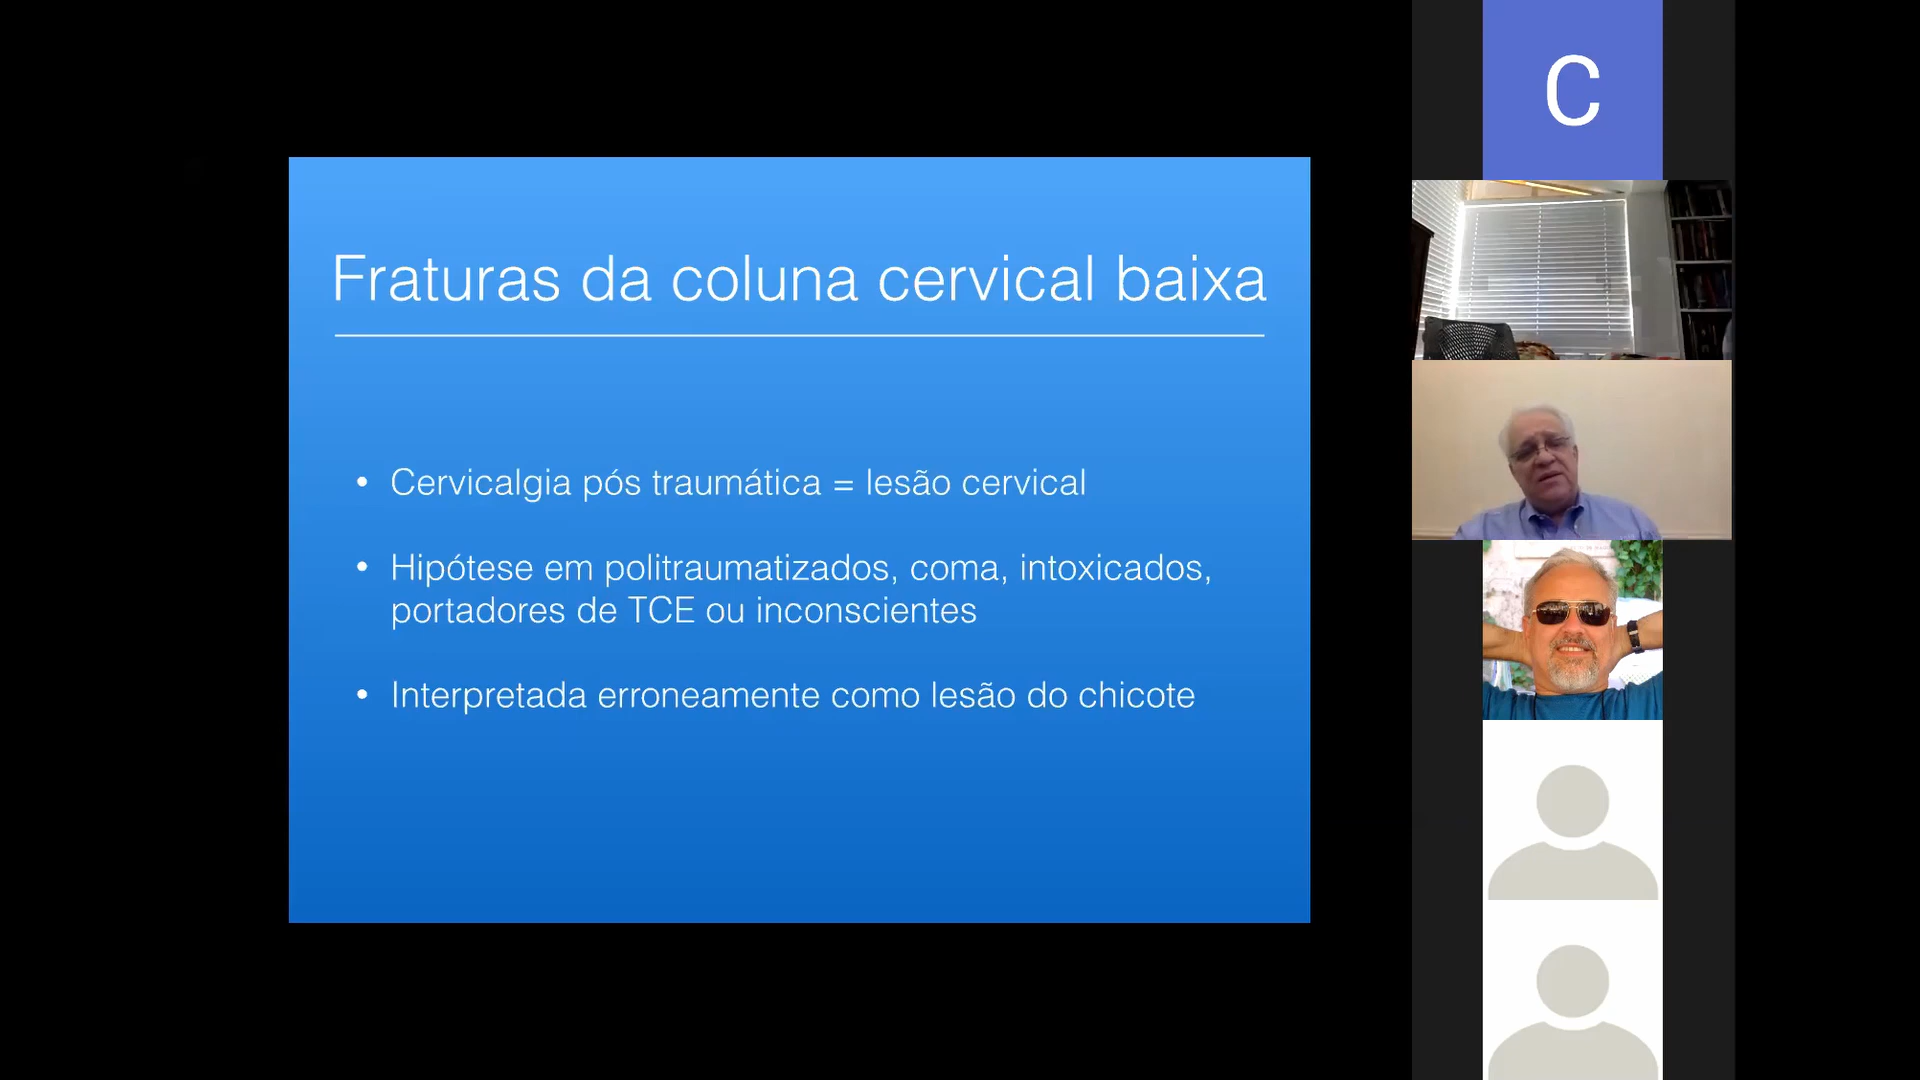 Fraturas da coluna cervical baixa
• Cervicalgia pós traumática = lesão cervical
• Hipótese em politraumatizados, coma, intoxicados,
portadores de TCE ou inconscientes
• Interpretada erroneamente como lesão do chicote
C